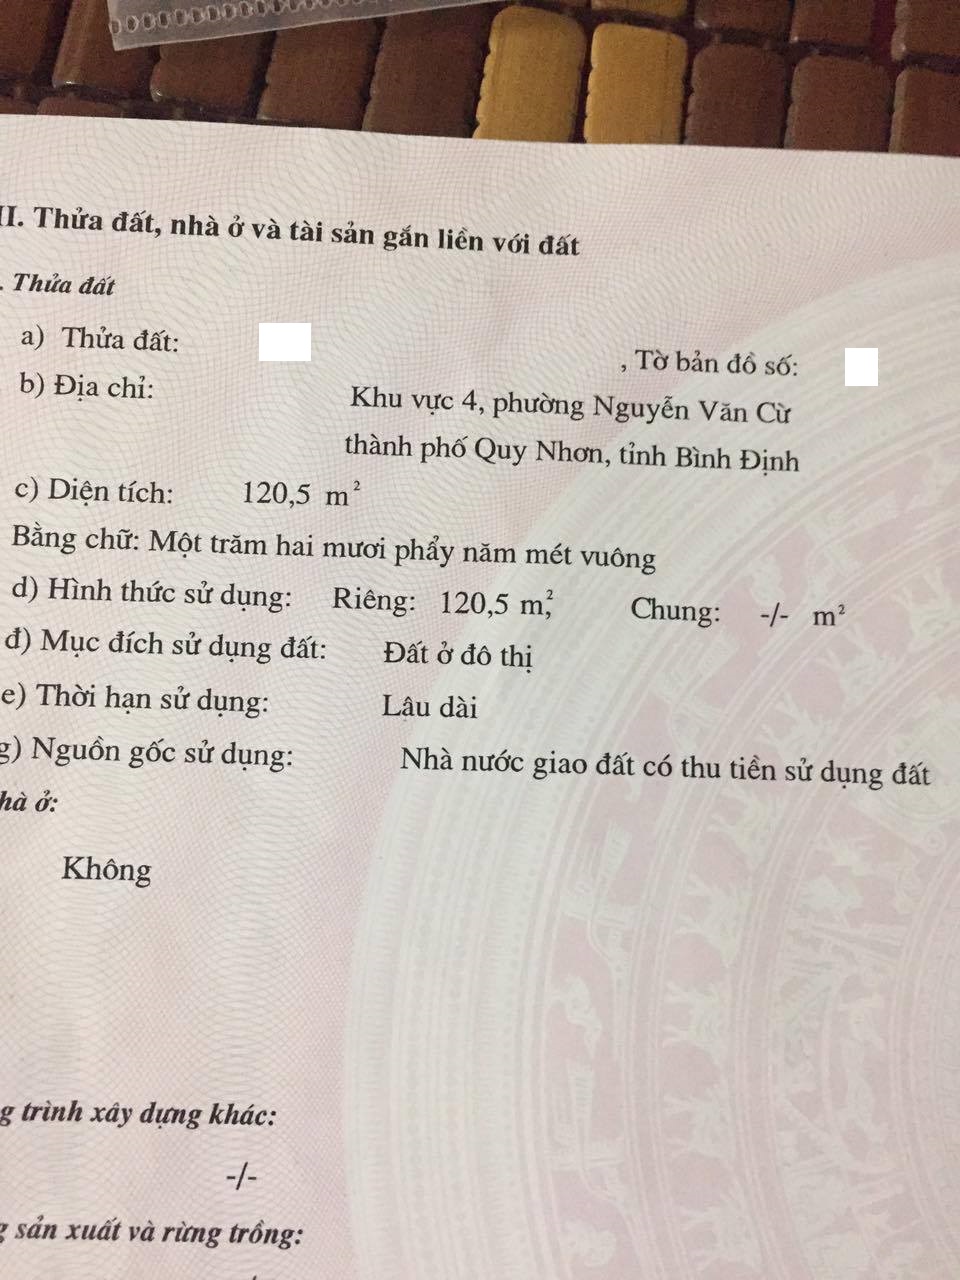 II. Thửa đất, nhà ở và tài sản gắn liền với đất
. Thửa đất
a) Thửa đất: , Tờ bản đồ số:
b) Địa chỉ: Khu vực 4, phường Nguyễn Văn Cừ
thành phố Quy Nhơn, tỉnh Bình Định
c) Diện tích: 120,5 m²
Bằng chữ: Một trăm hai mươi phẩy năm mét vuông
d) Hình thức sử dụng: Riêng: 120,5 m², Chung: -/- m²
đ) Mục đích sử dụng đất: Đất ở đô thị
e) Thời hạn sử dụng: Lâu dài
g) Nguồn gốc sử dụng: Nhà nước giao đất có thu tiền sử dụng đất
hà ở:
Không
g trình xây dựng khác:
-/-
g sản xuất và rừng trồng: